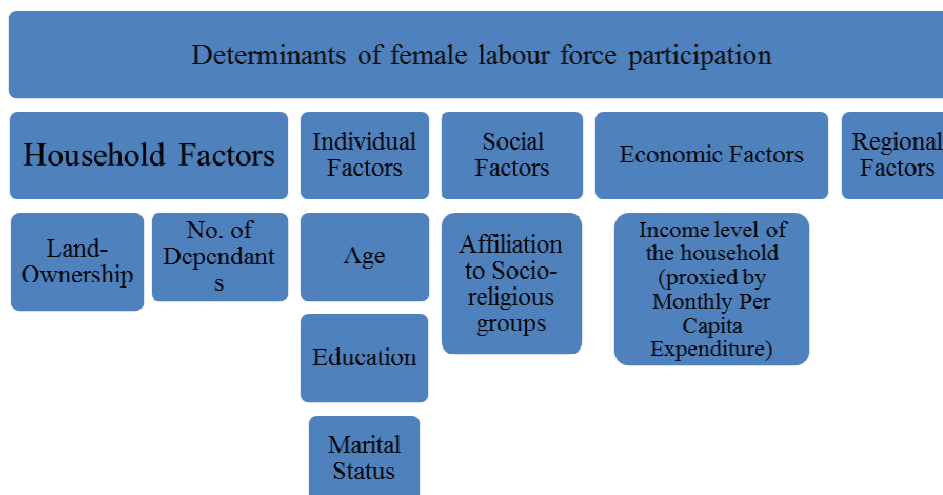 Determinants of female labour force participation
Household Factors
Individual
Factors
Social
Factors
Economic Factors
Regional
Factors
Land-
Ownership
No. of
Dependant
s
Age
Affiliation
to Socio-
religious
groups
Income level of
the household
(proxied by
Monthly Per
Capita
Expenditure)
Education
Marital
Status